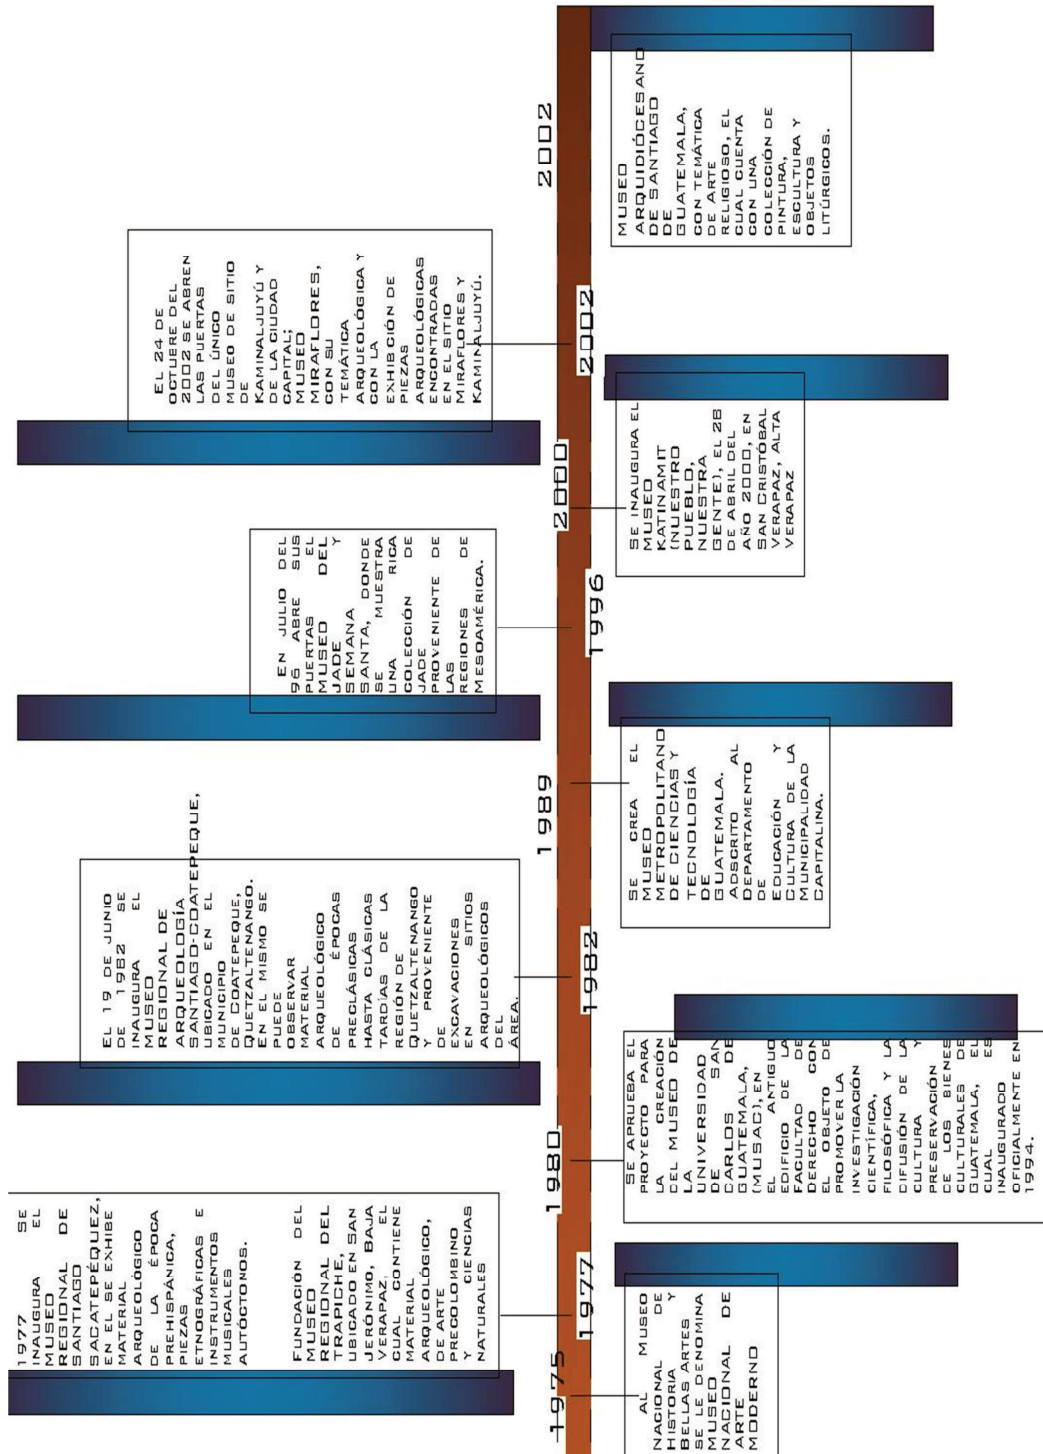 1975
AL MUSEO
NACIONAL DE
HISTORIA Y
BELLAS ARTES
SE LE DENOMINA
MUSEO
NACIONAL DE
ARTE
MODERNO
1977 SE
INAUGURA EL
MUSEO
REGIONAL DE
SANTIAGO
SACATEPÉQUEZ,
EN EL SE EXHIBE
MATERIAL
ARQUEOLÓGICO
DE LA ÉPOCA
PREHISPÁNICA,
PIEZAS
ETNOGRÁFICAS E
INSTRUMENTOS
MUSICALES
AUTÓCTONOS.
FUNDACIÓN DEL
MUSEO
REGIONAL DEL
TRAPICHE,
UBICADO EN SAN
JERÓNIMO, BAJA
VERAPAZ, EL
CUAL CONTIENE
MATERIAL
ARQUEOLÓGICO,
DE ARTE
PRECOLOMBINO
Y CIENCIAS
NATURALES
1977
1980
SE APRUEBA EL
PROYECTO PARA
LA CREACIÓN
DEL MUSEO DE
LA
UNIVERSIDAD
DE SAN
CARLOS DE
GUATEMALA,
(MUSAC), EN
EL ANTIGUO
EDIFICIO DE LA
FACULTAD DE
DERECHO CON
EL OBJETO DE
PROMOVER LA
INVESTIGACIÓN
CIENTÍFICA,
FILOSÓFICA Y LA
DIFUSIÓN DE LA
CULTURA Y
PRESERVACIÓN
DE LOS BIENES
CULTURALES DE
GUATEMALA, EL
CUAL ES
INAUGURADO
OFICIALMENTE EN
1994.
EL 19 DE JUNIO
DE 1982 SE
INAUGURA EL
MUSEO
REGIONAL DE
ARQUEOLOGÍA
SANTIAGO-COATEPEQUE,
UBICADO EN EL
MUNICIPIO
DE COATEPEQUE,
QUETZALTENANGO.
EN EL MISMO SE
PUEDE
OBSERVAR
MATERIAL
ARQUEOLÓGICO
DE ÉPOCAS
PRECLÁSICAS
HASTA CLÁSICAS
TARDÍAS DE LA
REGIÓN DE
QUETZALTENANGO
Y PROVENIENTE
DE
EXCAVACIONES
EN SITIOS
ARQUEOLÓGICOS
DEL
ÁREA.
1982
1989
SE CREA EL
MUSEO
METROPOLITANO
DE CIENCIAS Y
TECNOLOGÍA
DE
GUATEMALA.
ADSCRITO AL
DEPARTAMENTO
DE
EDUCACIÓN Y
CULTURA DE LA
MUNICIPALIDAD
CAPITALINA.
EN JULIO DEL
96 ABRE SUS
PUERTAS EL
MUSEO DEL
JADE Y
SEMANA
SANTA, DONDE
SE MUESTRA
UNA RICA
COLECCIÓN DE
JADE
PROVENIENTE DE
LAS
REGIONES DE
MESOAMÉRICA.
1996
2000
SE INAUGURA EL
MUSEO
KATINAMIT
(NUESTRO
PUEBLO,
NUESTRA
GENTE), EL 28
DE ABRIL DEL
AÑO 2000, EN
SAN CRISTÓBAL
VERAPAZ, ALTA
VERAPAZ
EL 24 DE
OCTUBRE DEL
2002 SE ABREN
LAS PUERTAS
DEL ÚNICO
MUSEO DE SITIO
DE
KAMINALJUYÚ Y
DE LA CIUDAD
CAPITAL;
MUSEO
MIRAFLORES,
CON SU
TEMÁTICA
ARQUEOLÓGICA Y
CON LA
EXHIBCIÓN DE
PIEZAS
ARQUEOLÓGICAS
ENCONTRADAS
EN EL SITIO
MIRAFLORES Y
KAMINALJUYÚ.
2002
2002
MUSEO
ARQUIDIÓCESANO
DE SANTIAGO
DE
GUATEMALA,
CON TEMÁTICA
DE ARTE
RELIGIOSO, EL
CUAL CUENTA
CON UNA
COLECCIÓN DE
PINTURA,
ESCULTURA Y
OBJETOS
LITÚRGICOS.